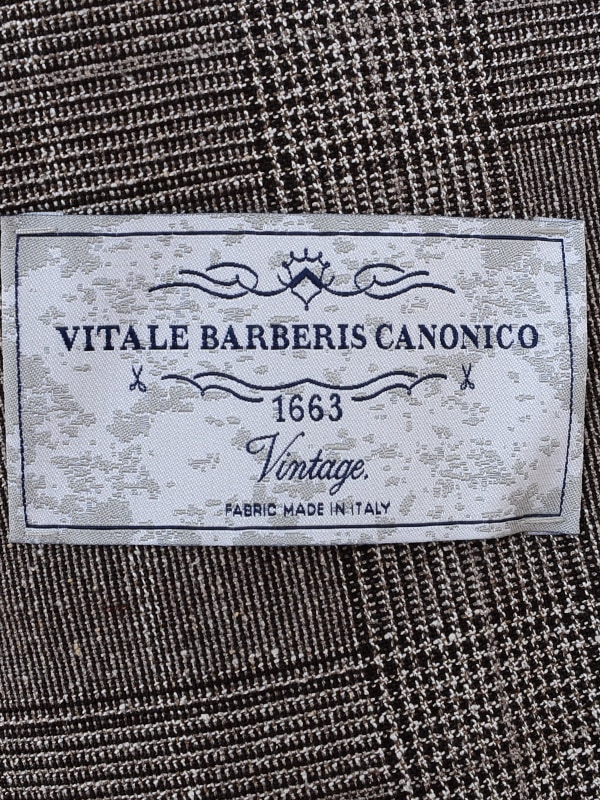 VITALE BARBERIS CANONICO
1663
Vintage.
FABRIC MADE IN ITALY